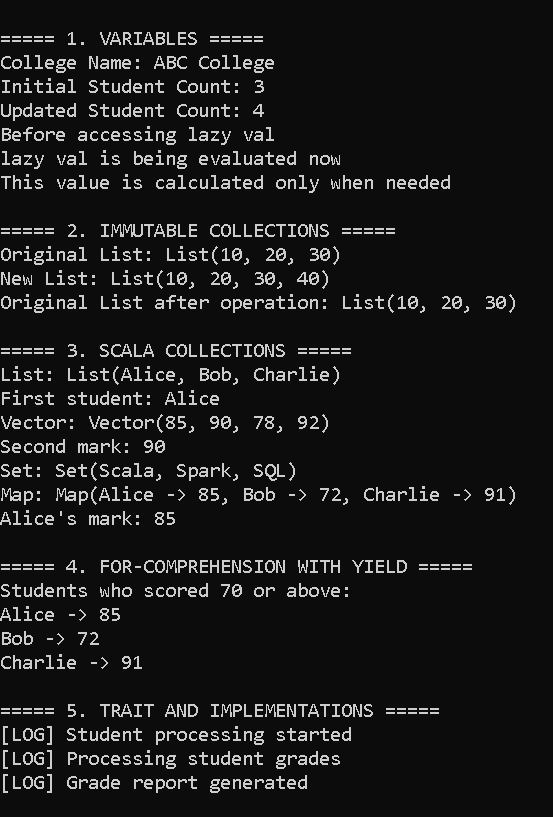 ===== 1. VARIABLES =====
College Name: ABC College
Initial Student Count: 3
Updated Student Count: 4
Before accessing lazy val
lazy val is being evaluated now
This value is calculated only when needed
===== 2. IMMUTABLE COLLECTIONS =====
Original List: List(10, 20, 30)
New List: List(10, 20, 30, 40)
Original List after operation: List(10, 20, 30)
===== 3. SCALA COLLECTIONS =====
List: List(Alice, Bob, Charlie)
First student: Alice
Vector: Vector(85, 90, 78, 92)
Second mark: 90
Set: Set(Scala, Spark, SQL)
Map: Map(Alice -> 85, Bob -> 72, Charlie -> 91)
Alice's mark: 85
===== 4. FOR-COMPREHENSION WITH YIELD =====
Students who scored 70 or above:
Alice -> 85
Bob -> 72
Charlie -> 91
===== 5. TRAIT AND IMPLEMENTATIONS =====
[LOG] Student processing started
[LOG] Processing student grades
[LOG] Grade report generated